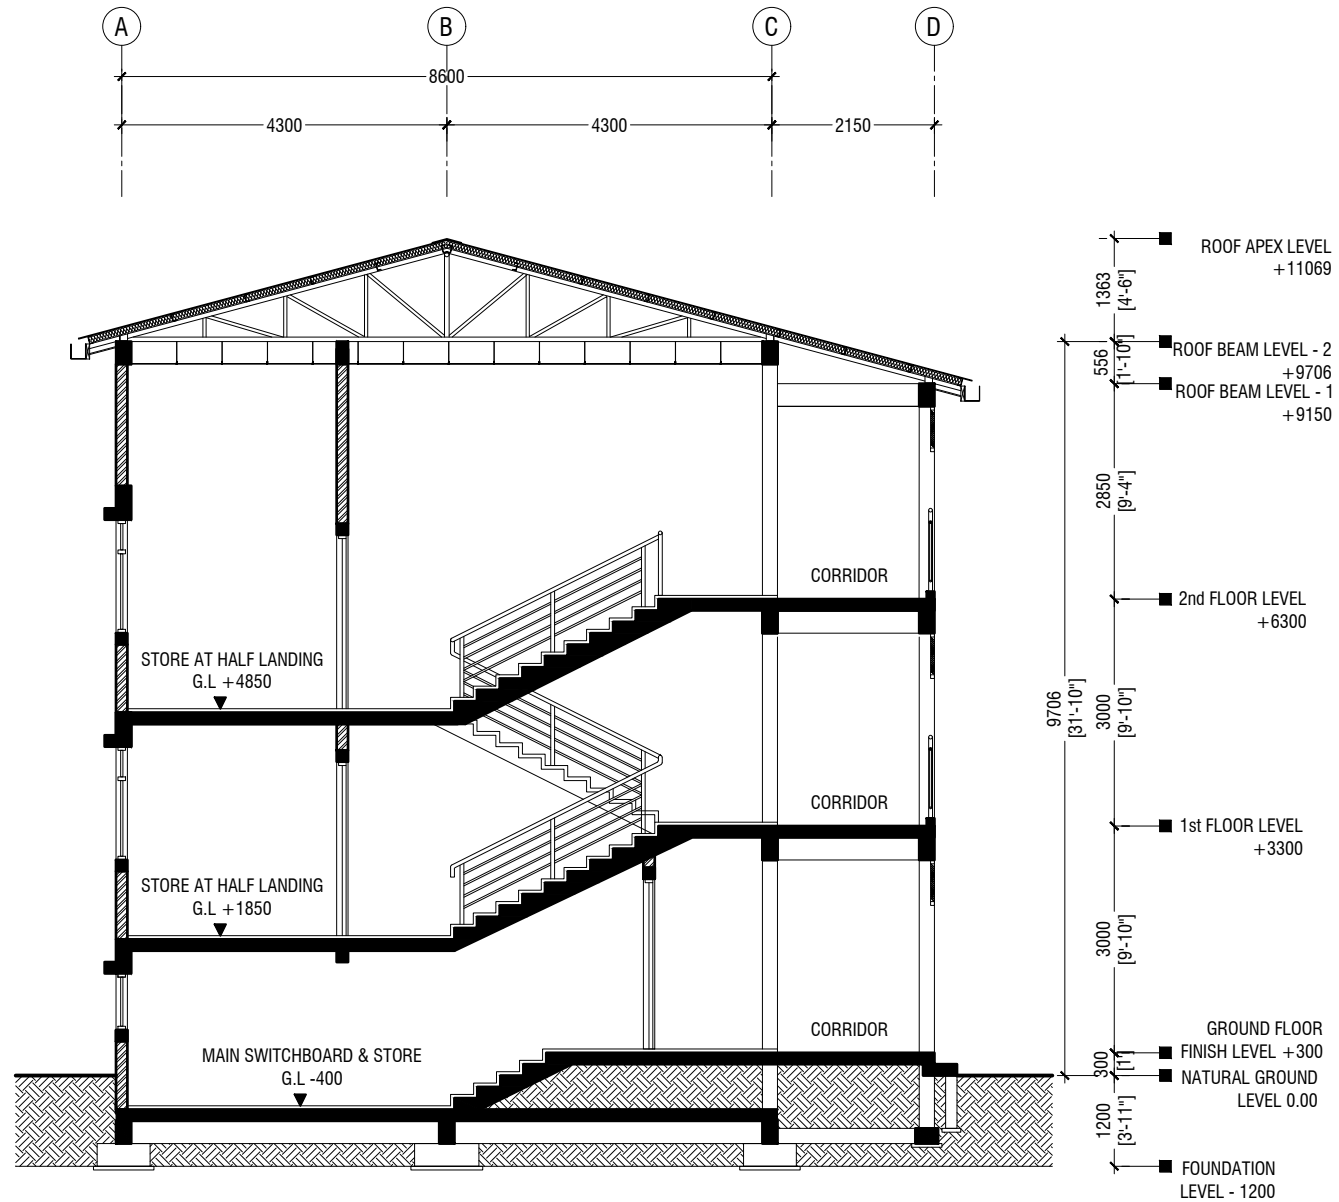 A
B
C
D
8600
4300
4300
2150
ROOF APEX LEVEL
+11069
1363
[4'-6"]
ROOF BEAM LEVEL - 2
+9706
556
[1'-10"]
ROOF BEAM LEVEL - 1
+9150
2850
[9'-4"]
CORRIDOR
2nd FLOOR LEVEL
+6300
STORE AT HALF LANDING
G.L +4850
9706
[31'-10"]
3000
[9'-10"]
CORRIDOR
1st FLOOR LEVEL
+3300
STORE AT HALF LANDING
G.L +1850
3000
[9'-10"]
CORRIDOR
GROUND FLOOR
FINISH LEVEL +300
MAIN SWITCHBOARD & STORE
G.L -400
300
[1']
NATURAL GROUND
LEVEL 0.00
1200
[3'-11"]
FOUNDATION
LEVEL - 1200